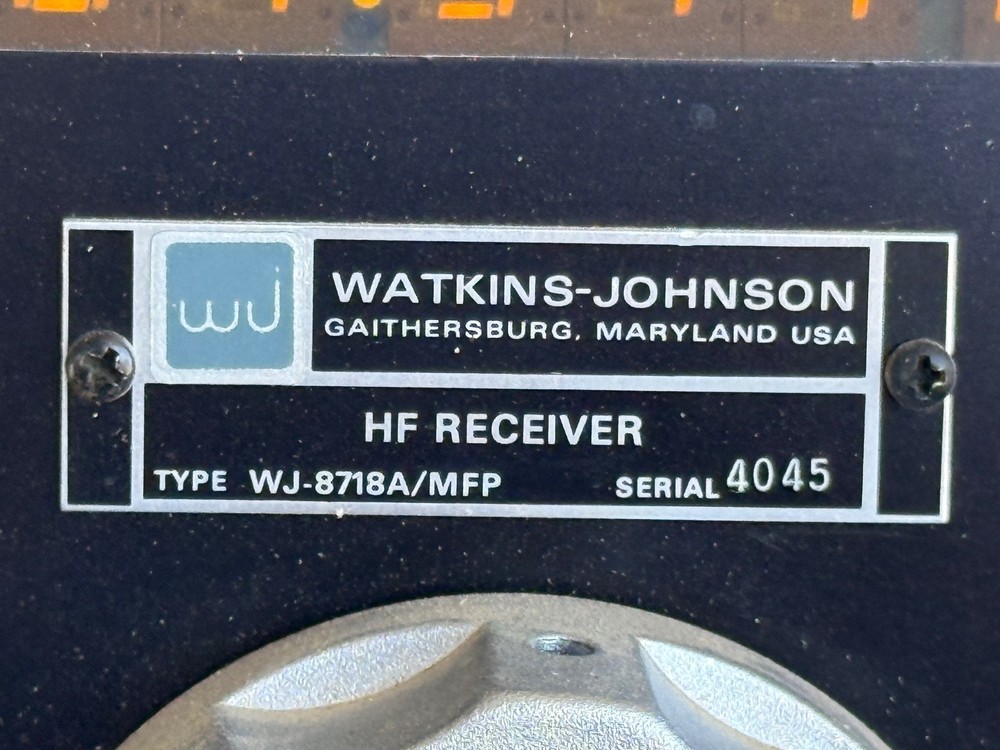 wJ
WATKINS-JOHNSON
GAITHERSBURG, MARYLAND USA
HF RECEIVER
TYPE WJ-8718A/MFP SERIAL 4045